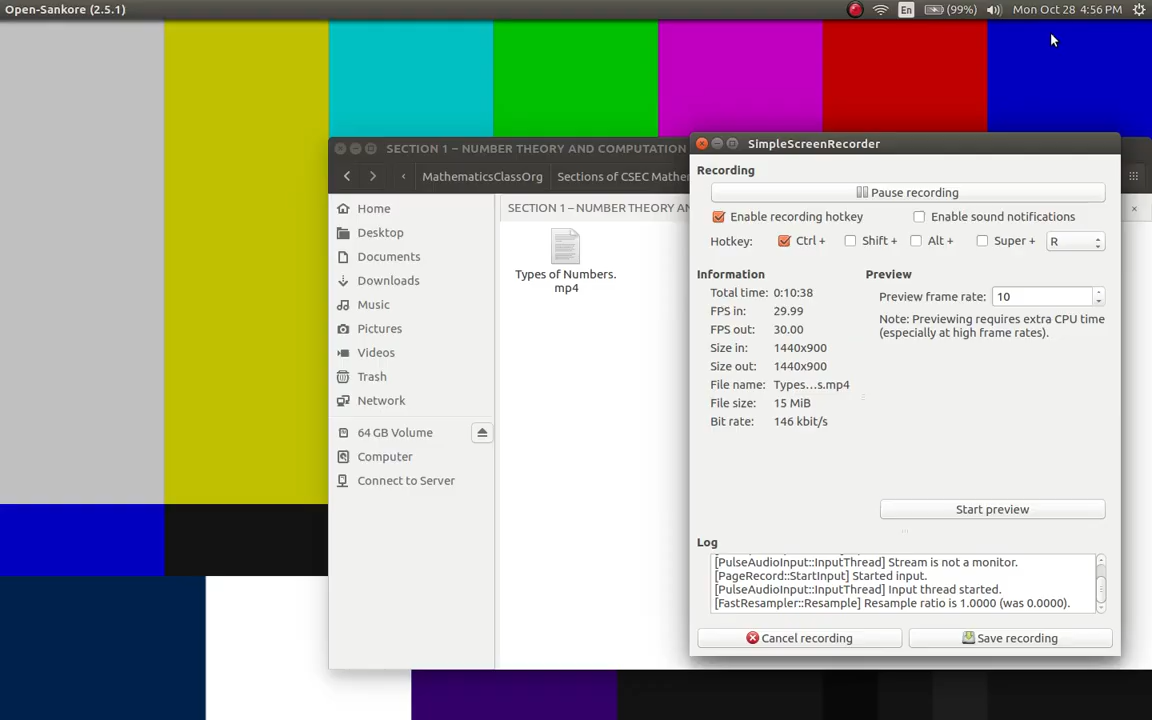 Open-Sankore (2.5.1)
En
(99%)
Mon Oct 28 4:56 PM
SECTION 1 – NUMBER THEORY AND COMPUTATION
MathematicsClassOrg
Sections of CSEC Mathe
Home
Desktop
Documents
Downloads
Music
Pictures
Videos
Trash
Network
64 GB Volume
Computer
Connect to Server
SECTION 1 – NUMBER THEORY AN
Types of Numbers.
mp4
SimpleScreenRecorder
Recording
Pause recording
Enable recording hotkey
Enable sound notifications
Hotkey: Ctrl + Shift + Alt + Super + R
Information
Total time: 0:10:38
FPS in: 29.99
FPS out: 30.00
Size in: 1440x900
Size out: 1440x900
File name: Types...s.mp4
File size: 15 MiB
Bit rate: 146 kbit/s
Preview
Preview frame rate: 10
Note: Previewing requires extra CPU time
(especially at high frame rates).
Start preview
Log
[PulseAudioInput::InputThread] Stream is not a monitor.
[PageRecord::StartInput] Started input.
[PulseAudioInput::InputThread] Input thread started.
[FastResampler::Resample] Resample ratio is 1.0000 (was 0.0000).
Cancel recording
Save recording